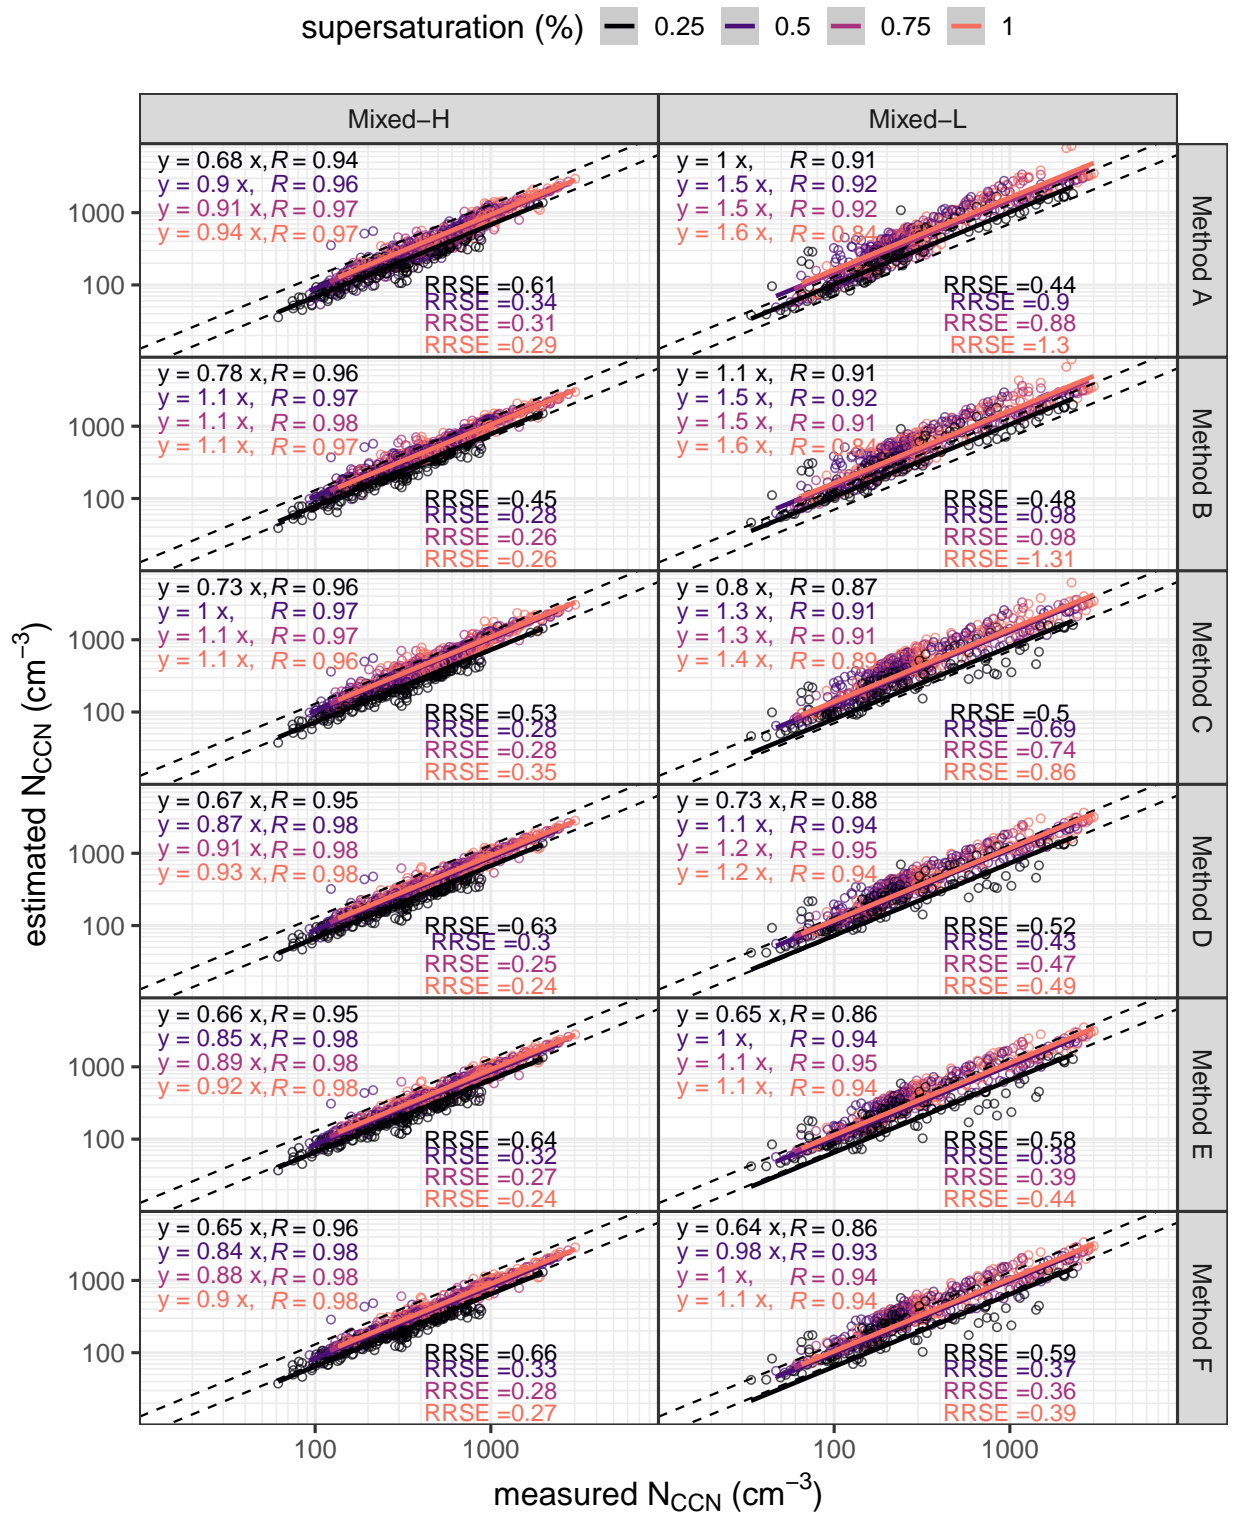 supersaturation (%) 0.25 0.5 0.75 1
Mixed−H Mixed−L
y = 0.68 x, R = 0.94
y = 0.9 x, R = 0.96
y = 0.91 x, R = 0.97
y = 0.94 x, R = 0.97
RRSE =0.61
RRSE =0.34
RRSE =0.31
RRSE =0.29
y = 1 x, R = 0.91
y = 1.5 x, R = 0.92
y = 1.5 x, R = 0.92
y = 1.6 x, R = 0.84
RRSE =0.44
RRSE =0.9
RRSE =0.88
RRSE =1.3
Method A
1000
100
y = 0.78 x, R = 0.96
y = 1.1 x, R = 0.97
y = 1.1 x, R = 0.98
y = 1.1 x, R = 0.97
RRSE =0.45
RRSE =0.28
RRSE =0.26
RRSE =0.26
y = 1.1 x, R = 0.91
y = 1.5 x, R = 0.92
y = 1.5 x, R = 0.91
y = 1.6 x, R = 0.84
RRSE =0.48
RRSE =0.98
RRSE =0.98
RRSE =1.31
Method B
1000
100
y = 0.73 x, R = 0.96
y = 1 x, R = 0.97
y = 1.1 x, R = 0.97
y = 1.1 x, R = 0.96
RRSE =0.53
RRSE =0.28
RRSE =0.28
RRSE =0.35
y = 0.8 x, R = 0.87
y = 1.3 x, R = 0.91
y = 1.3 x, R = 0.91
y = 1.4 x, R = 0.89
RRSE =0.5
RRSE =0.69
RRSE =0.74
RRSE =0.86
Method C
1000
100
y = 0.67 x, R = 0.95
y = 0.87 x, R = 0.98
y = 0.91 x, R = 0.98
y = 0.93 x, R = 0.98
RRSE =0.63
RRSE =0.3
RRSE =0.25
RRSE =0.24
y = 0.73 x, R = 0.88
y = 1.1 x, R = 0.94
y = 1.2 x, R = 0.95
y = 1.2 x, R = 0.94
RRSE =0.52
RRSE =0.43
RRSE =0.47
RRSE =0.49
Method D
1000
100
y = 0.66 x, R = 0.95
y = 0.85 x, R = 0.98
y = 0.89 x, R = 0.98
y = 0.92 x, R = 0.98
RRSE =0.64
RRSE =0.32
RRSE =0.27
RRSE =0.24
y = 0.65 x, R = 0.86
y = 1 x, R = 0.94
y = 1.1 x, R = 0.95
y = 1.1 x, R = 0.94
RRSE =0.58
RRSE =0.38
RRSE =0.39
RRSE =0.44
Method E
1000
100
y = 0.65 x, R = 0.96
y = 0.84 x, R = 0.98
y = 0.88 x, R = 0.98
y = 0.9 x, R = 0.98
RRSE =0.66
RRSE =0.33
RRSE =0.28
RRSE =0.27
y = 0.64 x, R = 0.86
y = 0.98 x, R = 0.93
y = 1 x, R = 0.94
y = 1.1 x, R = 0.94
RRSE =0.59
RRSE =0.37
RRSE =0.36
RRSE =0.39
Method F
1000
100
estimated N_CCN (cm⁻³)
100 1000 100 1000
measured N_CCN (cm⁻³)